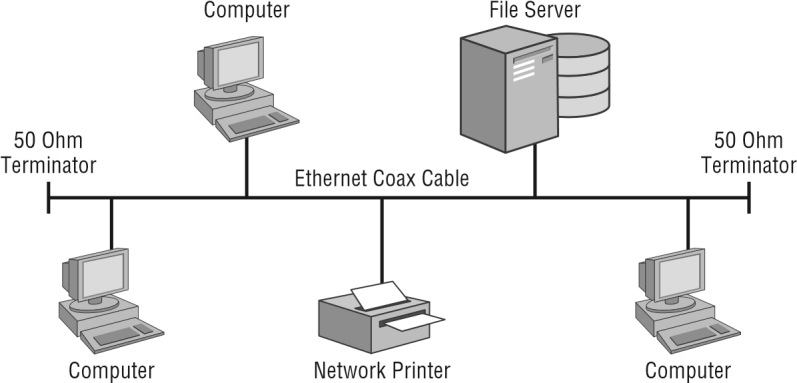 Computer
File Server
50 Ohm
Terminator
50 Ohm
Terminator
Ethernet Coax Cable
Computer
Network Printer
Computer